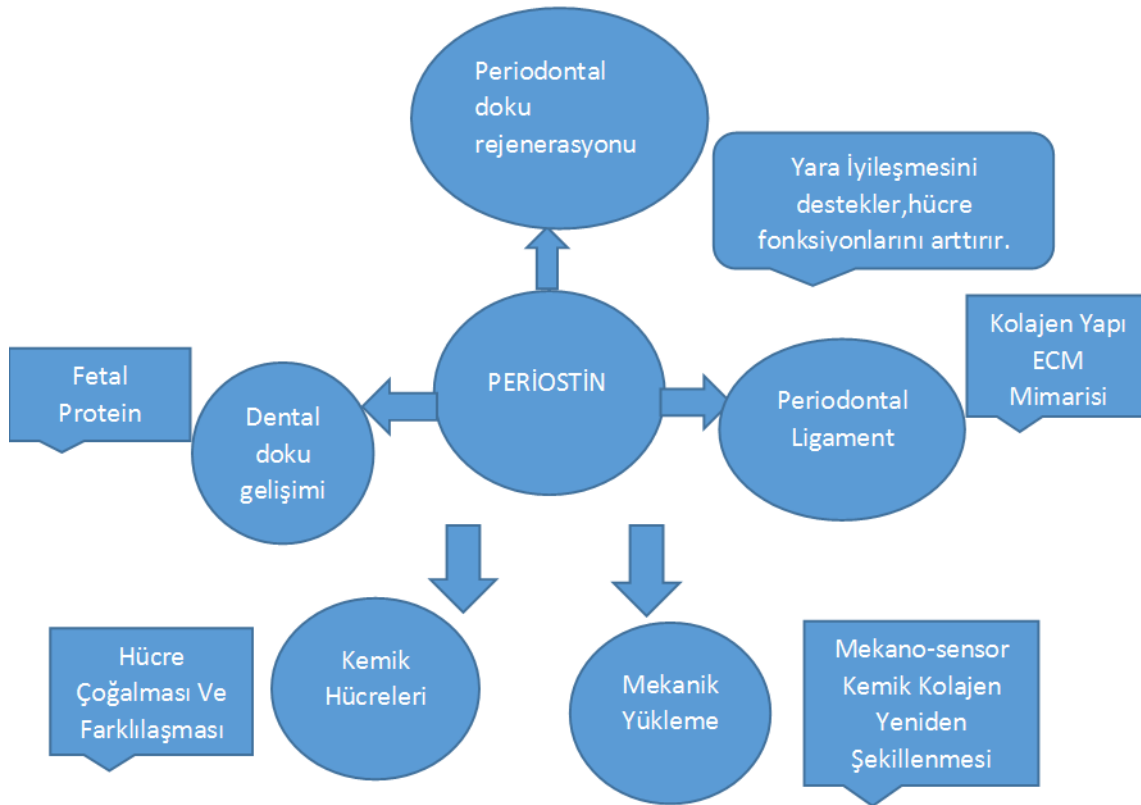 Periodontal
doku
rejenerasyonu
Yara İyileşmesini
destekler,hücre
fonksiyonlarını arttırır.
PERİOSTİN
Kolajen Yapı
ECM
Mimarisi
Periodontal
Ligament
Fetal
Protein
Dental
doku
gelişimi
Hücre
Çoğalması Ve
Farklılaşması
Kemik
Hücreleri
Mekanik
Yükleme
Mekano-sensor
Kemik Kolajen
Yeniden
Şekillenmesi